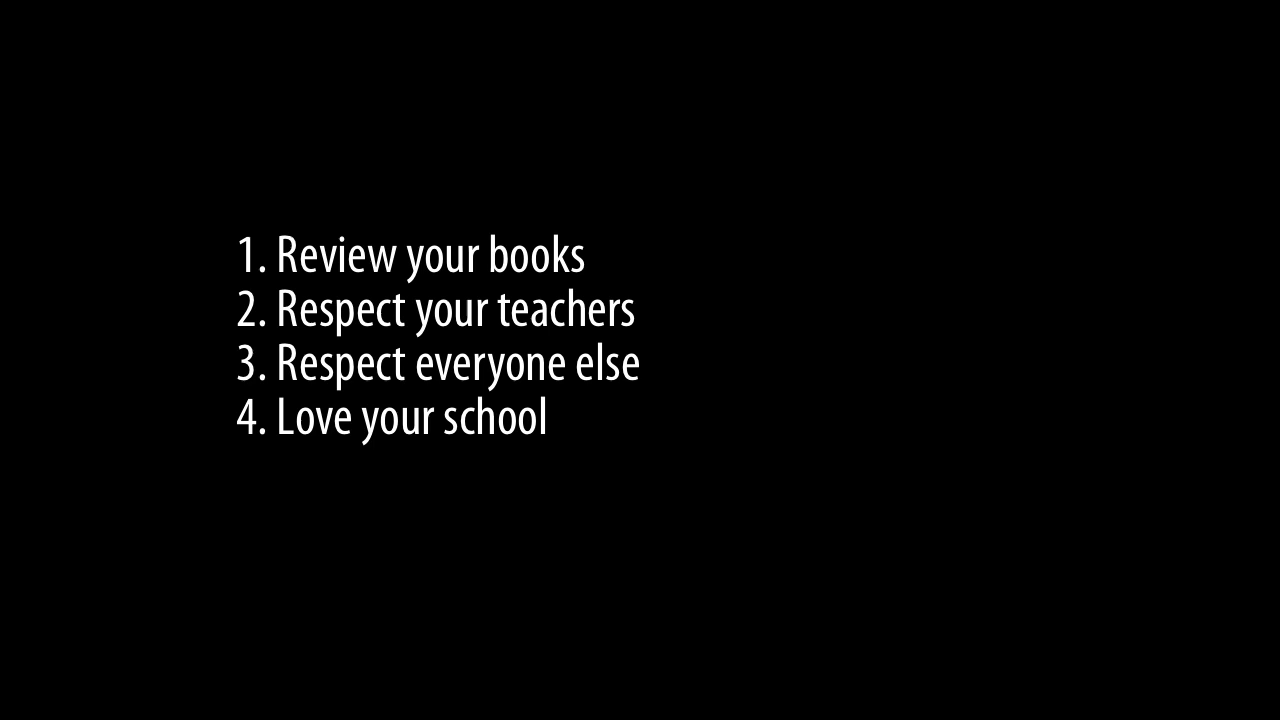 1. Review your books
2. Respect your teachers
3. Respect everyone else
4. Love your school